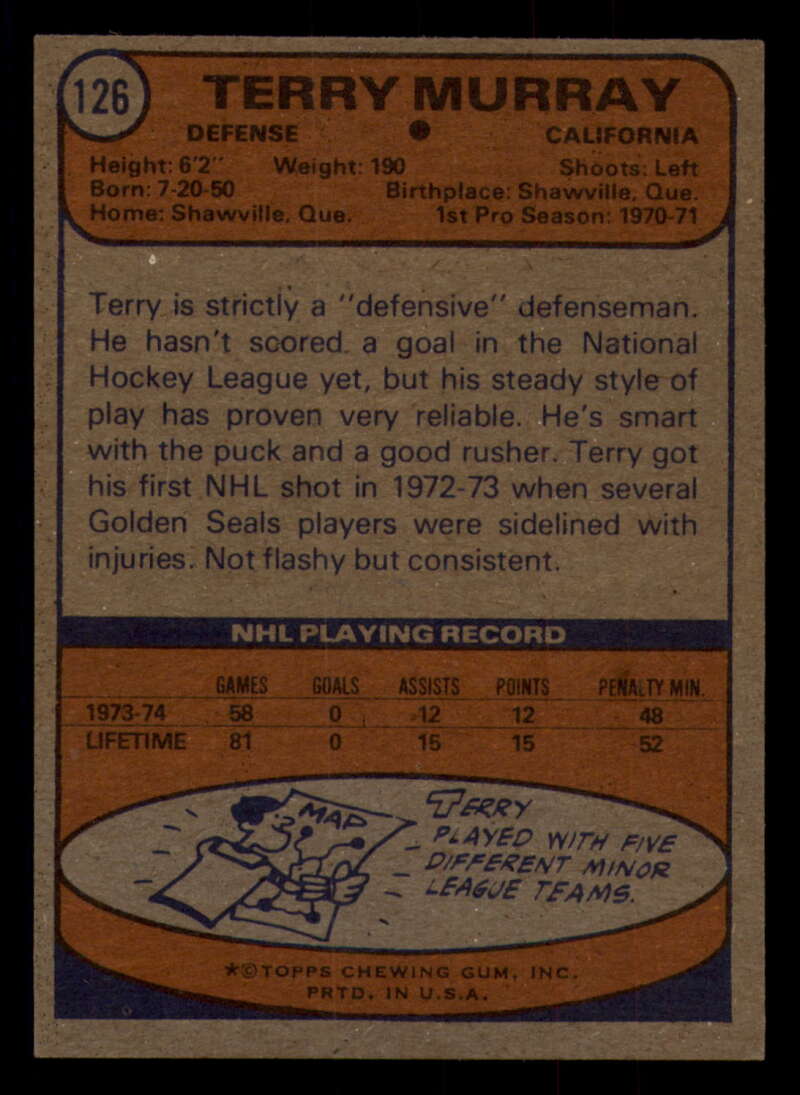 126
TERRY MURRAY
DEFENSE ● CALIFORNIA
Height: 6'2" Weight: 190 Shoots: Left
Born: 7-20-50 Birthplace: Shawville, Que.
Home: Shawville, Que. 1st Pro Season: 1970-71
Terry is strictly a "defensive" defenseman.
He hasn't scored a goal in the National
Hockey League yet, but his steady style of
play has proven very reliable. He's smart
with the puck and a good rusher. Terry got
his first NHL shot in 1972-73 when several
Golden Seals players were sidelined with
injuries. Not flashy but consistent.
NHL PLAYING RECORD
GAMES GOALS ASSISTS POINTS PENALTY MIN.
1973-74 58 0 12 12 48
LIFETIME 81 0 15 15 52
MAP
TERRY
PLAYED WITH FIVE
DIFFERENT MINOR
LEAGUE TEAMS.
★©TOPPS CHEWING GUM, INC.
PRTD. IN U.S.A.